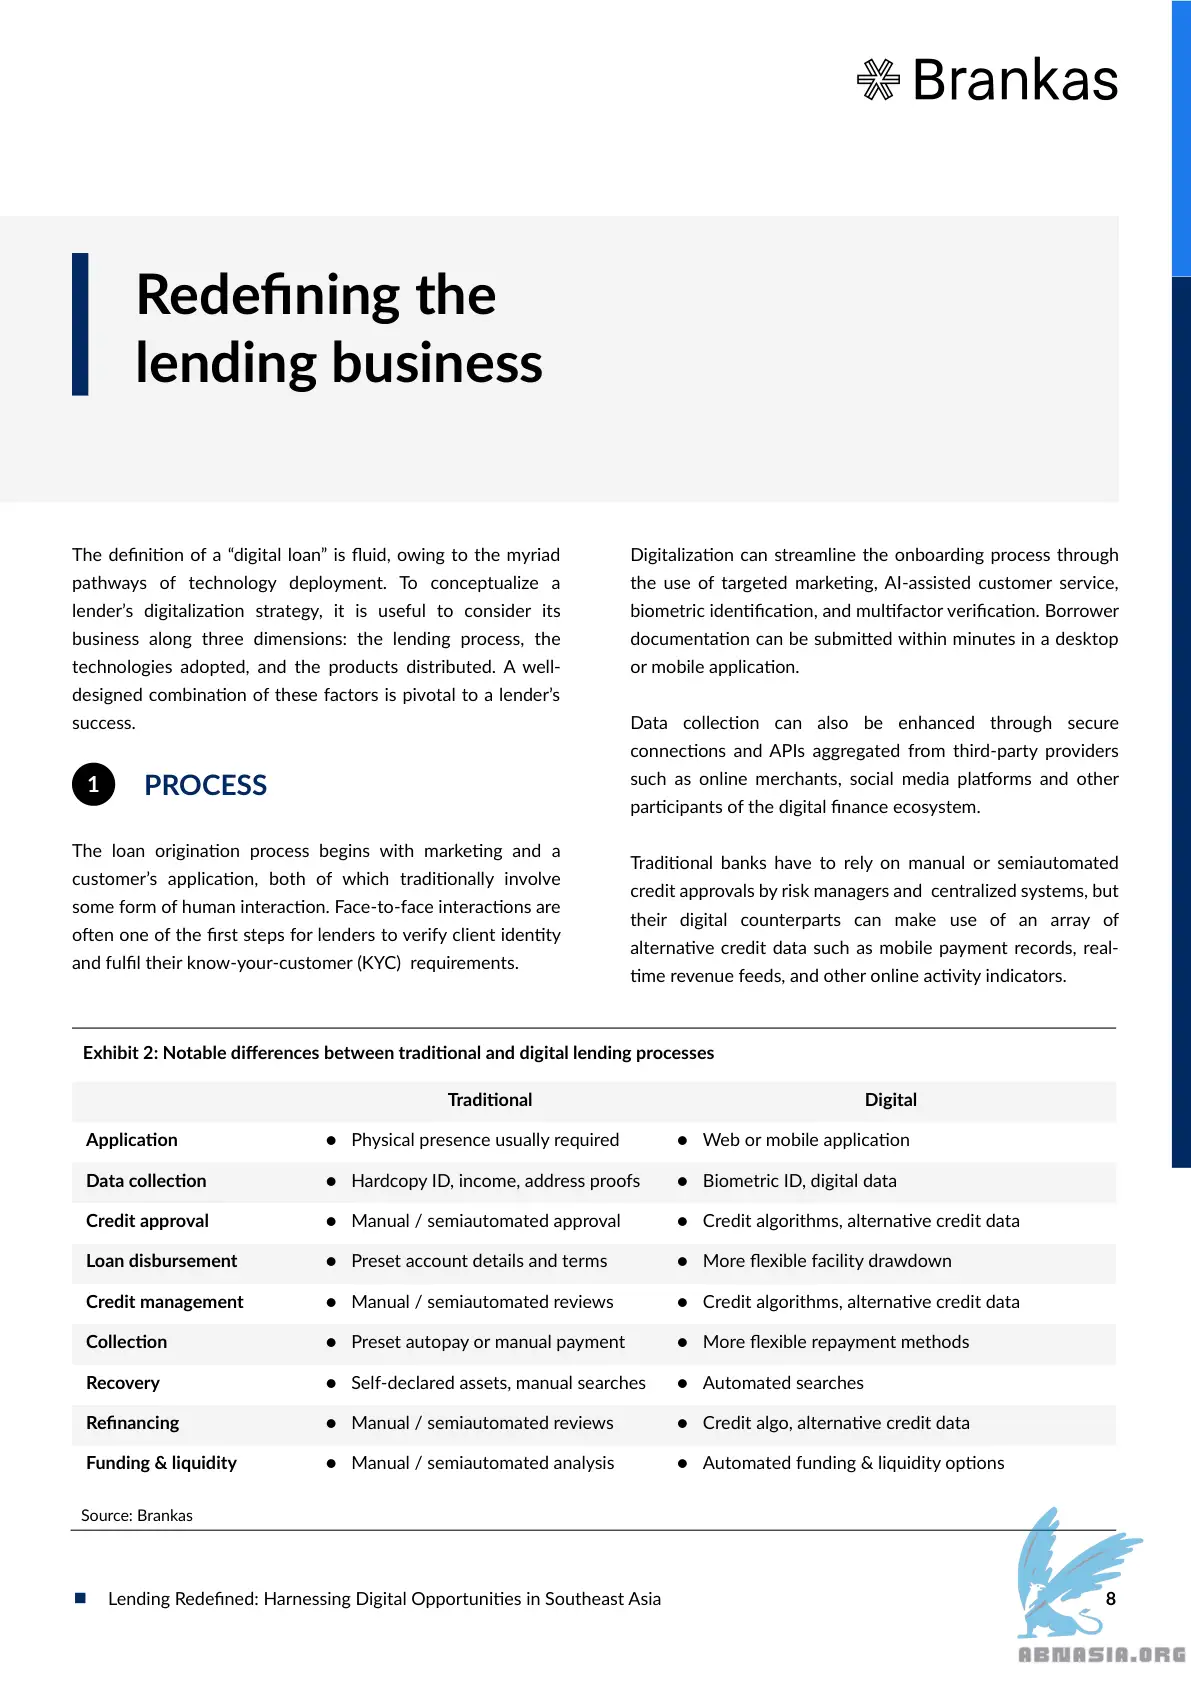 Brankas
Redefining the
lending business
The definition of a “digital loan” is fluid, owing to the myriad
pathways of technology deployment. To conceptualize a
lender’s digitalization strategy, it is useful to consider its
business along three dimensions: the lending process, the
technologies adopted, and the products distributed. A well-
designed combination of these factors is pivotal to a lender’s
success.
1 PROCESS
The loan origination process begins with marketing and a
customer’s application, both of which traditionally involve
some form of human interaction. Face-to-face interactions are
often one of the first steps for lenders to verify client identity
and fulfil their know-your-customer (KYC) requirements.
Digitalization can streamline the onboarding process through
the use of targeted marketing, AI-assisted customer service,
biometric identification, and multifactor verification. Borrower
documentation can be submitted within minutes in a desktop
or mobile application.
Data collection can also be enhanced through secure
connections and APIs aggregated from third-party providers
such as online merchants, social media platforms and other
participants of the digital finance ecosystem.
Traditional banks have to rely on manual or semiautomated
credit approvals by risk managers and centralized systems, but
their digital counterparts can make use of an array of
alternative credit data such as mobile payment records, real-
time revenue feeds, and other online activity indicators.
Exhibit 2: Notable differences between traditional and digital lending processes
Traditional Digital
Application ● Physical presence usually required ● Web or mobile application
Data collection ● Hardcopy ID, income, address proofs ● Biometric ID, digital data
Credit approval ● Manual / semiautomated approval ● Credit algorithms, alternative credit data
Loan disbursement ● Preset account details and terms ● More flexible facility drawdown
Credit management ● Manual / semiautomated reviews ● Credit algorithms, alternative credit data
Collection ● Preset autopay or manual payment ● More flexible repayment methods
Recovery ● Self-declared assets, manual searches ● Automated searches
Refinancing ● Manual / semiautomated reviews ● Credit algo, alternative credit data
Funding & liquidity ● Manual / semiautomated analysis ● Automated funding & liquidity options
Source: Brankas
■ Lending Redefined: Harnessing Digital Opportunities in Southeast Asia 8
ABNASIA.ORG